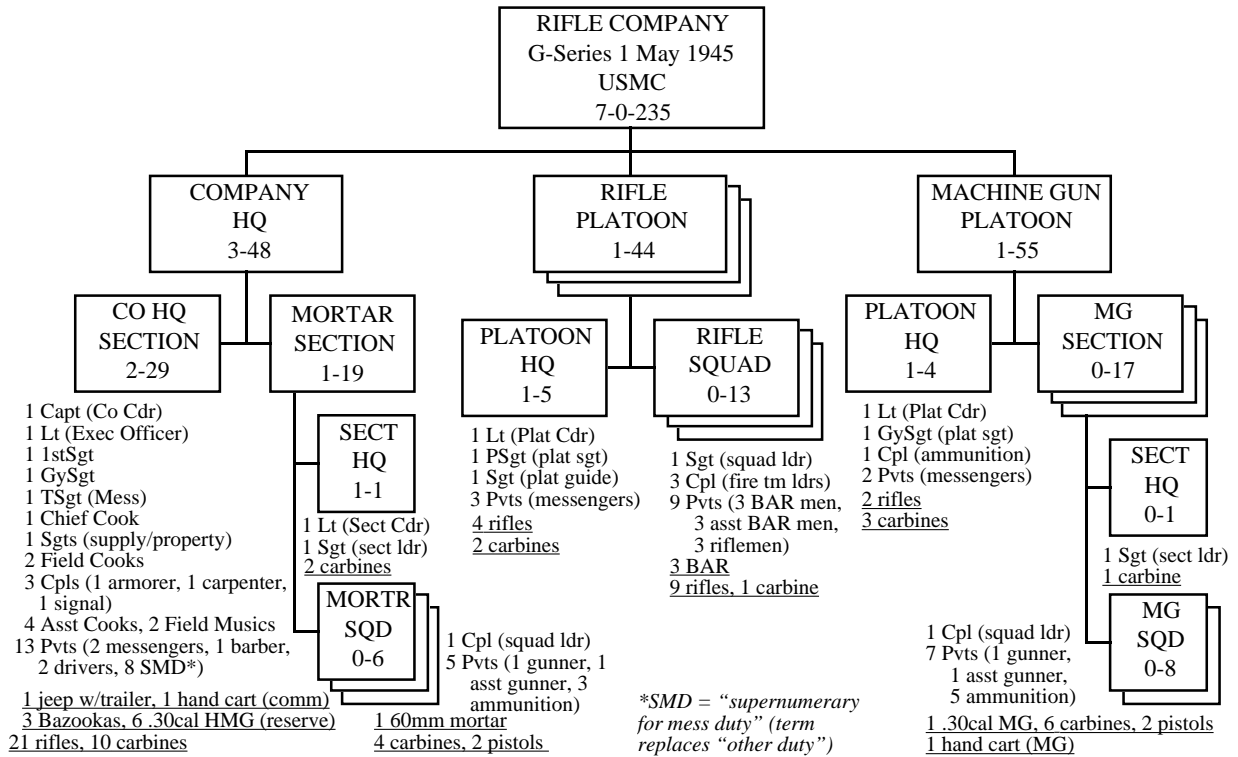 RIFLE COMPANY
G-Series 1 May 1945
USMC
7-0-235
COMPANY
HQ
3-48
RIFLE
PLATOON
1-44
MACHINE GUN
PLATOON
1-55
CO HQ
SECTION
2-29
MORTAR
SECTION
1-19
PLATOON
HQ
1-5
RIFLE
SQUAD
0-13
PLATOON
HQ
1-4
MG
SECTION
0-17
1 Capt (Co Cdr)
1 Lt (Exec Officer)
1 1stSgt
1 GySgt
1 TSgt (Mess)
1 Chief Cook
1 Sgts (supply/property)
2 Field Cooks
3 Cpls (1 armorer, 1 carpenter,
1 signal)
4 Asst Cooks, 2 Field Musics
13 Pvts (2 messengers, 1 barber,
2 drivers, 8 SMD*)
1 jeep w/trailer, 1 hand cart (comm)
3 Bazookas, 6 .30cal HMG (reserve)
21 rifles, 10 carbines
SECT
HQ
1-1
1 Lt (Sect Cdr)
1 Sgt (sect ldr)
2 carbines
MORTR
SQD
0-6
1 Cpl (squad ldr)
5 Pvts (1 gunner, 1
asst gunner, 3
ammunition)
1 60mm mortar
4 carbines, 2 pistols
1 Lt (Plat Cdr)
1 PSgt (plat sgt)
1 Sgt (plat guide)
3 Pvts (messengers)
4 rifles
2 carbines
1 Sgt (squad ldr)
3 Cpl (fire tm ldrs)
9 Pvts (3 BAR men,
3 asst BAR men,
3 riflemen)
3 BAR
9 rifles, 1 carbine
*SMD = “supernumerary
for mess duty” (term
replaces “other duty”)
1 Lt (Plat Cdr)
1 GySgt (plat sgt)
1 Cpl (ammunition)
2 Pvts (messengers)
2 rifles
3 carbines
SECT
HQ
0-1
1 Sgt (sect ldr)
1 carbine
MG
SQD
0-8
1 Cpl (squad ldr)
7 Pvts (1 gunner,
1 asst gunner,
5 ammunition)
1 .30cal MG, 6 carbines, 2 pistols
1 hand cart (MG)